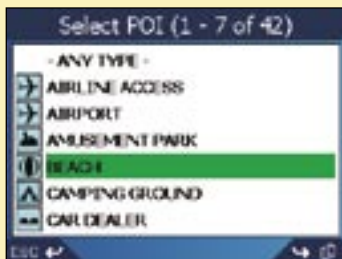 Select POI (1 - 7 of 42)
- ANY TYPE -
AIRLINE ACCESS
AIRPORT
AMUSEMENT PARK
BEACH
CAMPING GROUND
CAR DEALER
ESC